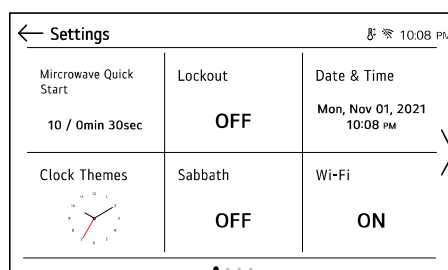 Settings
10:08 PM
Mircrowave Quick
Start
10 / 0min 30sec
Lockout
OFF
Date & Time
Mon, Nov 01, 2021
10:08 PM
Clock Themes
Sabbath
OFF
Wi-Fi
ON